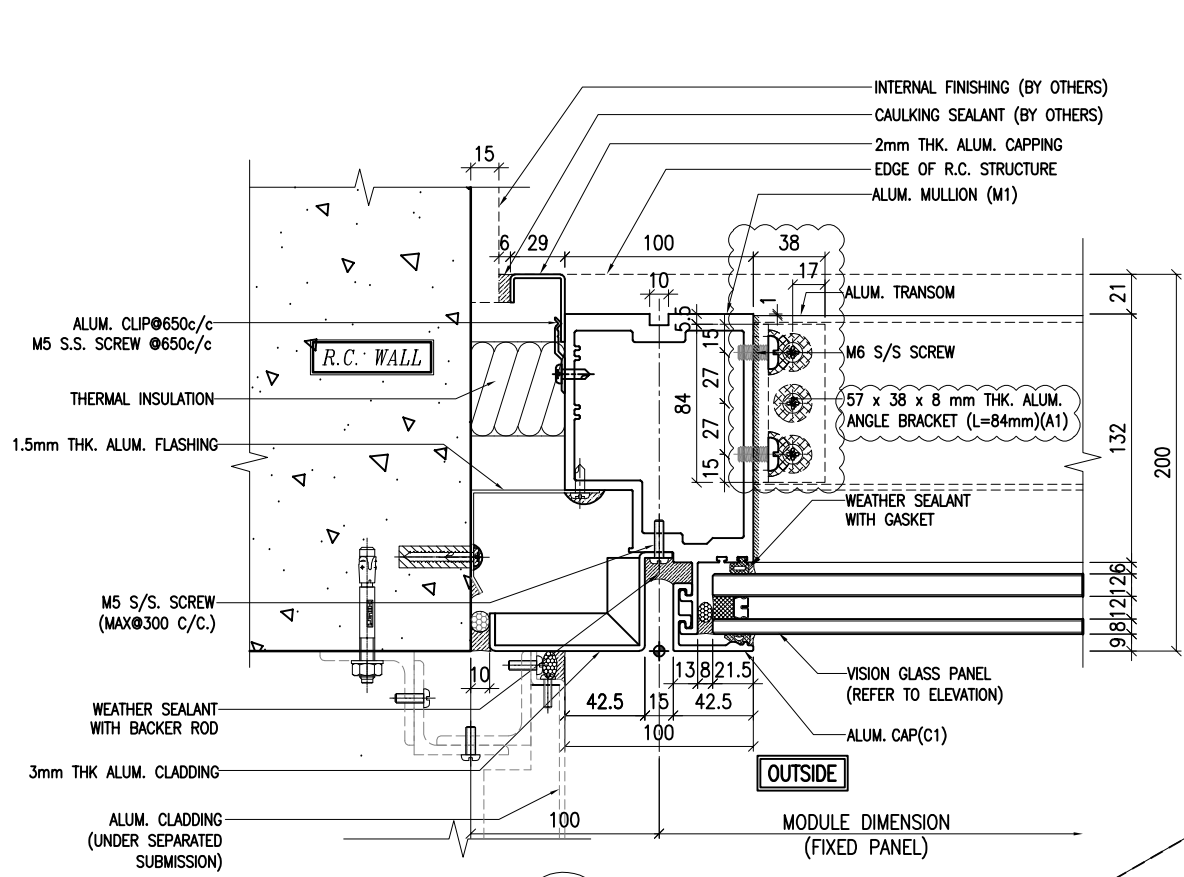 INTERNAL FINISHING (BY OTHERS)
CAULKING SEALANT (BY OTHERS)
2mm THK. ALUM. CAPPING
EDGE OF R.C. STRUCTURE
ALUM. MULLION (M1)
15
6 29 100 38
10
17
ALUM. TRANSOM
1
5.5
21
ALUM. CLIP@650c/c
M5 S.S. SCREW @650c/c
R.C. WALL
THERMAL INSULATION
1.5mm THK. ALUM. FLASHING
84
15
27
27
15
M6 S/S SCREW
57 x 38 x 8 mm THK. ALUM.
ANGLE BRACKET (L=84mm)(A1)
132
200
WEATHER SEALANT
WITH GASKET
6
12
12
8
9
M5 S/S. SCREW
(MAX@300 C/C.)
10
13 8 21.5
42.5 15 42.5
100
VISION GLASS PANEL
(REFER TO ELEVATION)
WEATHER SEALANT
WITH BACKER ROD
ALUM. CAP(C1)
3mm THK ALUM. CLADDING
OUTSIDE
ALUM. CLADDING
(UNDER SEPARATED
SUBMISSION)
100
MODULE DIMENSION
(FIXED PANEL)